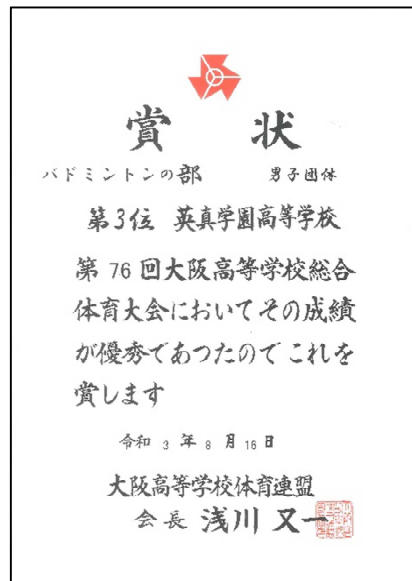 賞 状
バドミントンの部 男子団体
第3位 英真学園高等学校
第76回大阪高等学校総合
体育大会においてその成績
が優秀であつたのでこれを
賞します
令和 3 年 8 月 16 日
大阪高等学校体育連盟
会長 浅川 又一